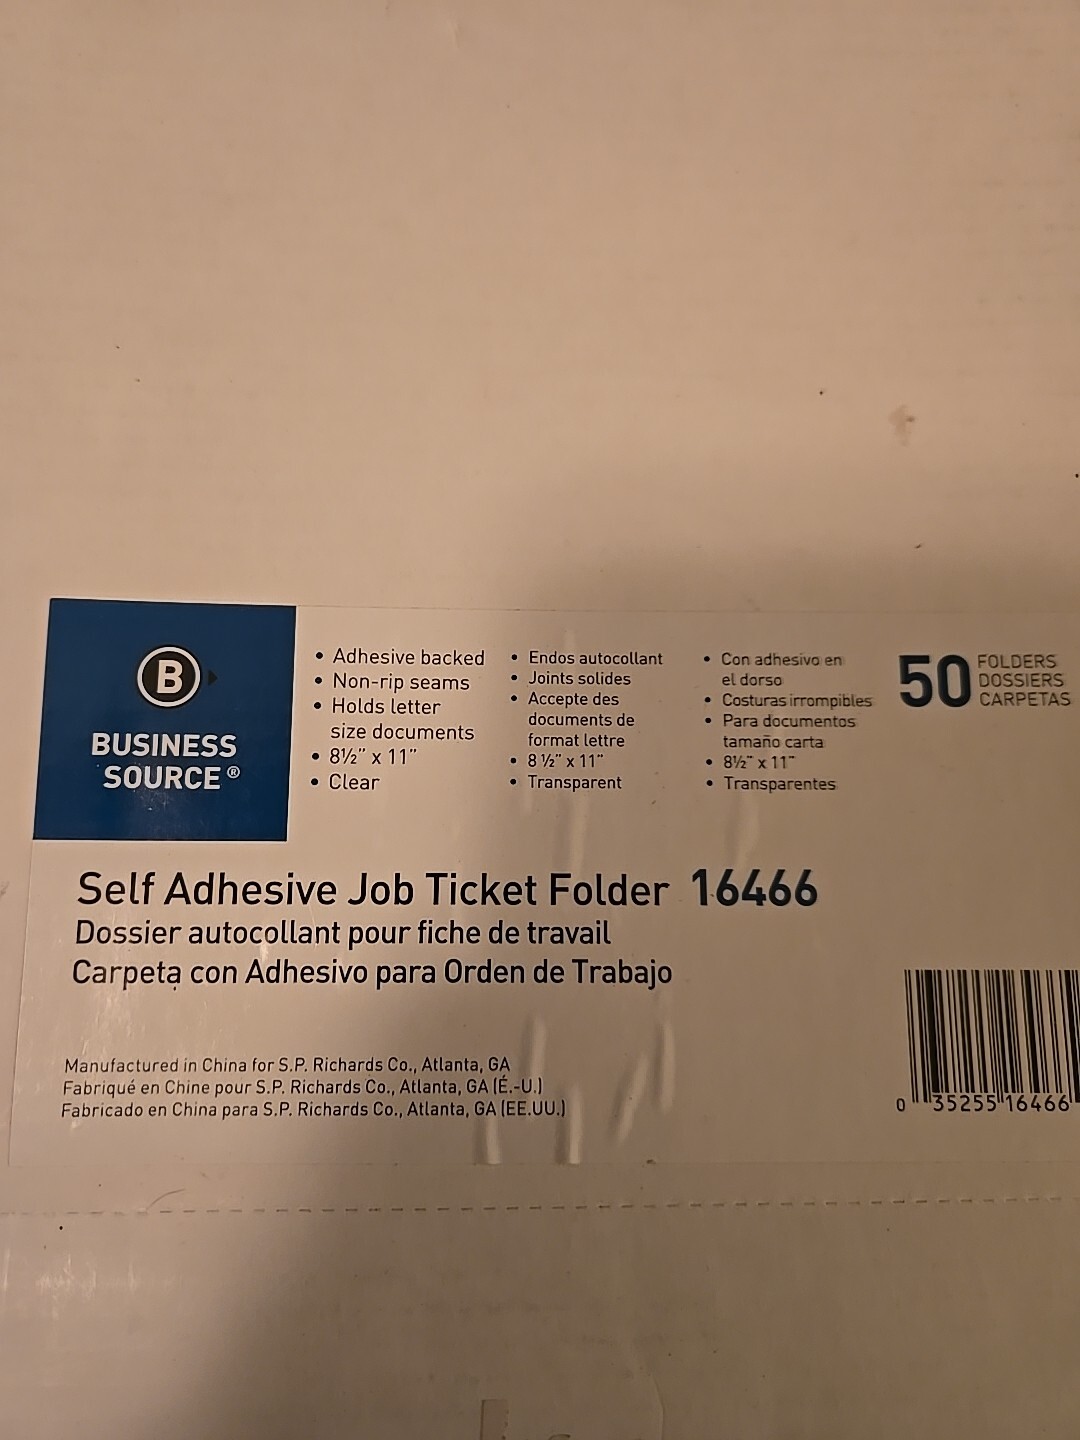 B
BUSINESS
SOURCE®
• Adhesive backed
• Non-rip seams
• Holds letter
size documents
• 8½" x 11"
• Clear
• Endos autocollant
• Joints solides
• Accepte des
documents de
format lettre
• 8 ½" x 11"
• Transparent
• Con adhesivo en
el dorso
• Costuras irrompibles
• Para documentos
tamaño carta
• 8½" x 11"
• Transparentes
50 FOLDERS
DOSSIERS
CARPETAS
Self Adhesive Job Ticket Folder 16466
Dossier autocollant pour fiche de travail
Carpeta con Adhesivo para Orden de Trabajo
Manufactured in China for S.P. Richards Co., Atlanta, GA
Fabriqué en Chine pour S.P. Richards Co., Atlanta, GA (É.-U.)
Fabricado en China para S.P. Richards Co., Atlanta, GA (EE.UU.)
0 35255 16466